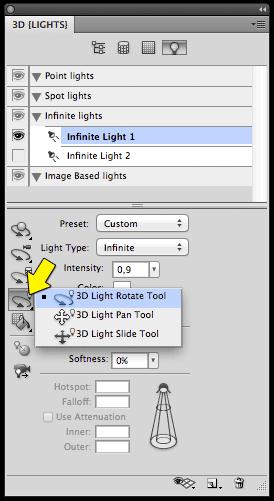 3D {LIGHTS}
Point lights
Spot lights
Infinite lights
Infinite Light 1
Infinite Light 2
Image Based lights
Preset: Custom
Light Type: Infinite
Intensity: 0,9
Color:
3D Light Rotate Tool
3D Light Pan Tool
3D Light Slide Tool
Softness: 0%
Hotspot:
Falloff:
Use Attenuation
Inner:
Outer: